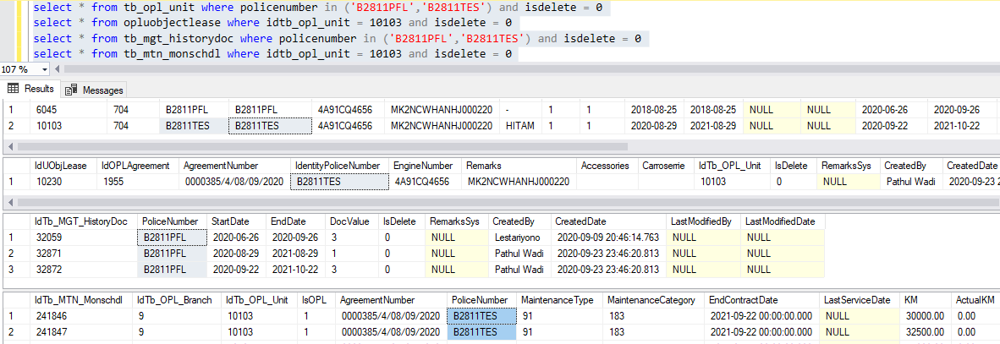 select * from tb_opl_unit where policenumber in ('B2811PFL','B2811TES') and isdelete = 0
select * from opluobjectlease where idtb_opl_unit = 10103 and isdelete = 0
select * from tb_mgt_historydoc where policenumber in ('B2811PFL','B2811TES') and isdelete = 0
select * from tb_mtn_monschdl where idtb_opl_unit = 10103 and isdelete = 0
107 %
Results Messages
1 6045 704 B2811PFL B2811PFL 4A91CQ4656 MK2NCWHANHJ000220 - 1 1 2018-08-25 2018-08-25 NULL NULL 2020-06-26 2020-09-26
2 10103 704 B2811TES B2811TES 4A91CQ4656 MK2NCWHANHJ000220 HITAM 1 1 2020-08-29 2021-08-29 NULL NULL 2020-09-22 2021-10-22
IdUObjLease IdOPLAgreement AgreementNumber IdentityPoliceNumber EngineNumber Remarks Accessories Carroserie IdTb_OPL_Unit IsDelete RemarksSys CreatedBy CreatedDate
1 10230 1955 0000385/4/08/09/2020 B2811TES 4A91CQ4656 MK2NCWHANHJ000220 10103 0 NULL Pathul Wadi 2020-09-23 2
IdTb_MGT_HistoryDoc PoliceNumber StartDate EndDate DocValue IsDelete RemarksSys CreatedBy CreatedDate LastModifiedBy LastModifiedDate
1 32059 B2811PFL 2020-06-26 2020-09-26 3 0 NULL Lestariyono 2020-09-09 20:46:14.763 NULL NULL
2 32871 B2811PFL 2020-08-29 2021-08-29 1 0 NULL Pathul Wadi 2020-09-23 23:46:20.813 NULL NULL
3 32872 B2811PFL 2020-09-22 2021-10-22 3 0 NULL Pathul Wadi 2020-09-23 23:46:20.813 NULL NULL
IdTb_MTN_Monschdl IdTb_OPL_Branch IdTb_OPL_Unit IsOPL AgreementNumber PoliceNumber MaintenanceType MaintenanceCategory EndContractDate LastServiceDate KM ActualKM
1 241846 9 10103 1 0000385/4/08/09/2020 B2811TES 91 183 2021-09-22 00:00:00.000 NULL 30000.00 0.00
2 241847 9 10103 1 0000385/4/08/09/2020 B2811TES 91 183 2021-09-22 00:00:00.000 NULL 32500.00 0.00